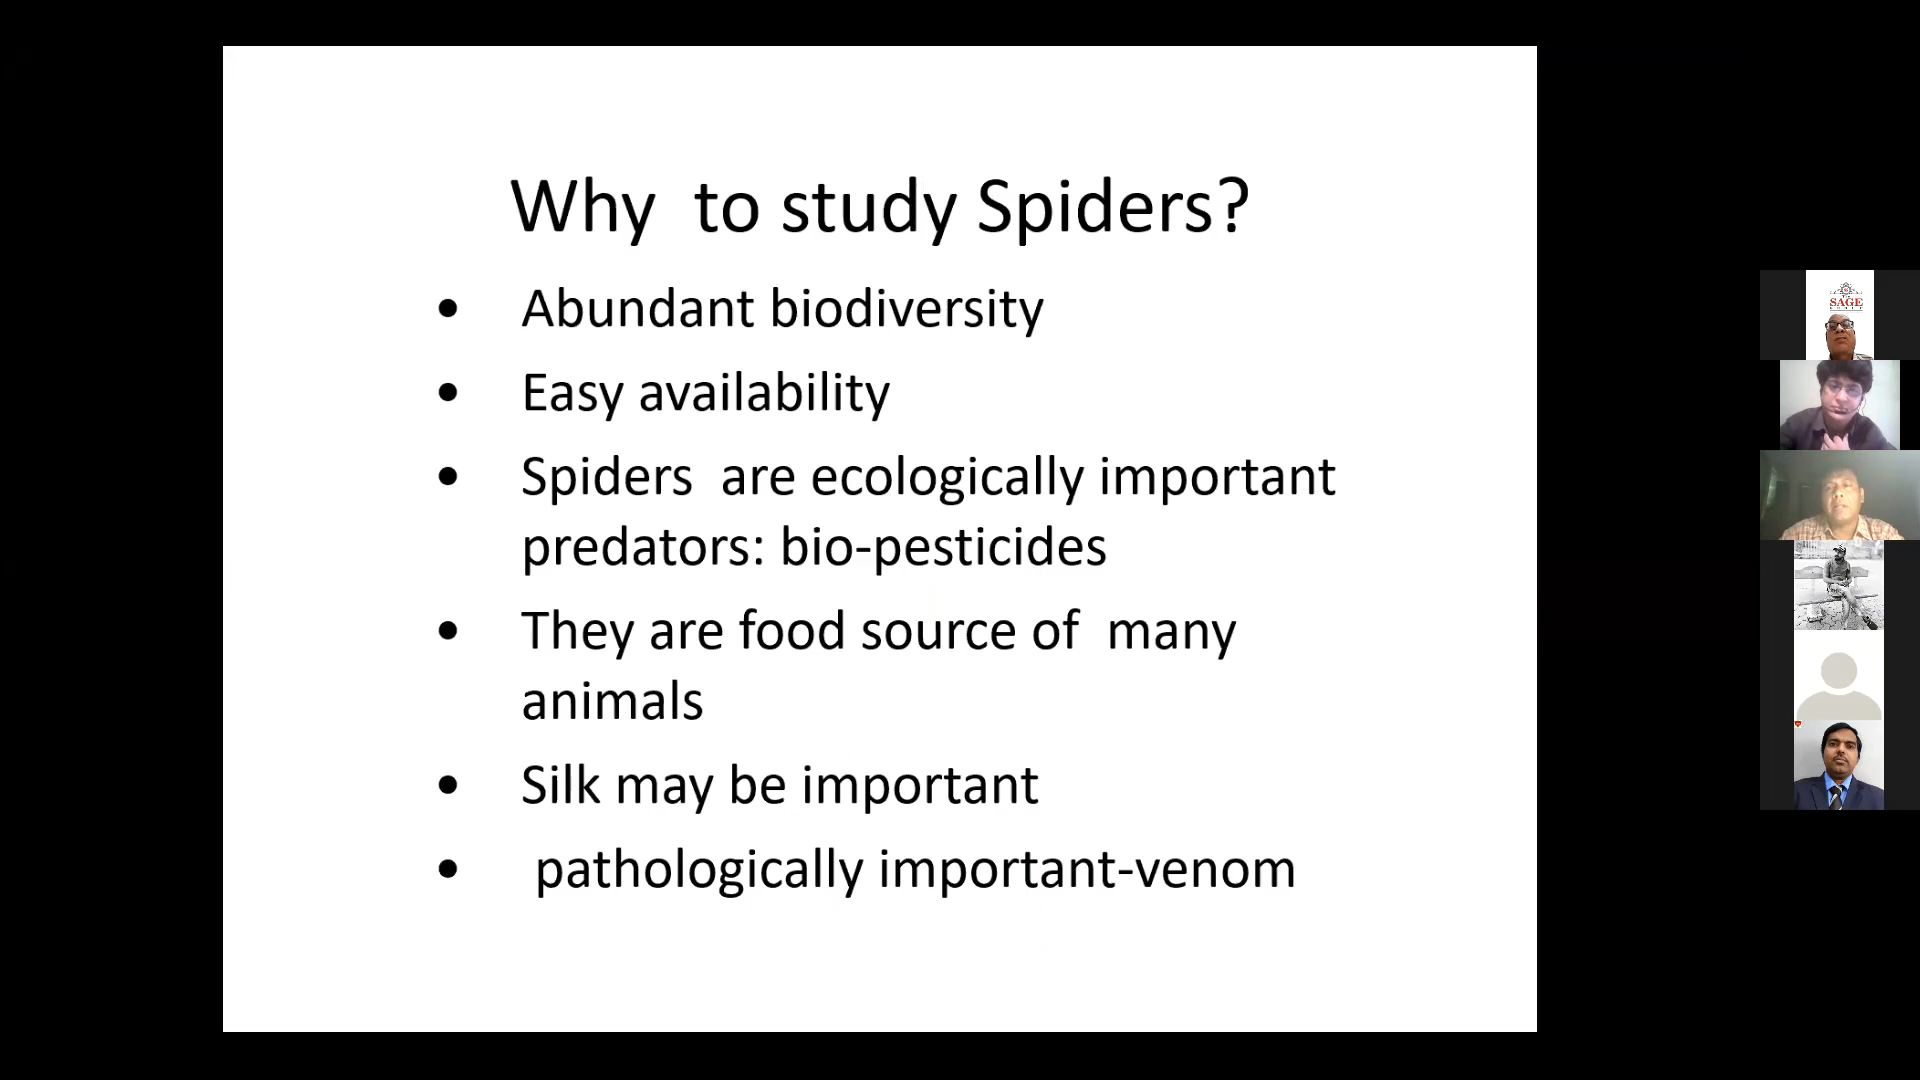 Why  to study Spiders?
• Abundant biodiversity
• Easy availability
• Spiders  are ecologically important
predators: bio-pesticides
• They are food source of  many
animals
• Silk may be important
• pathologically important-venom
SAGE